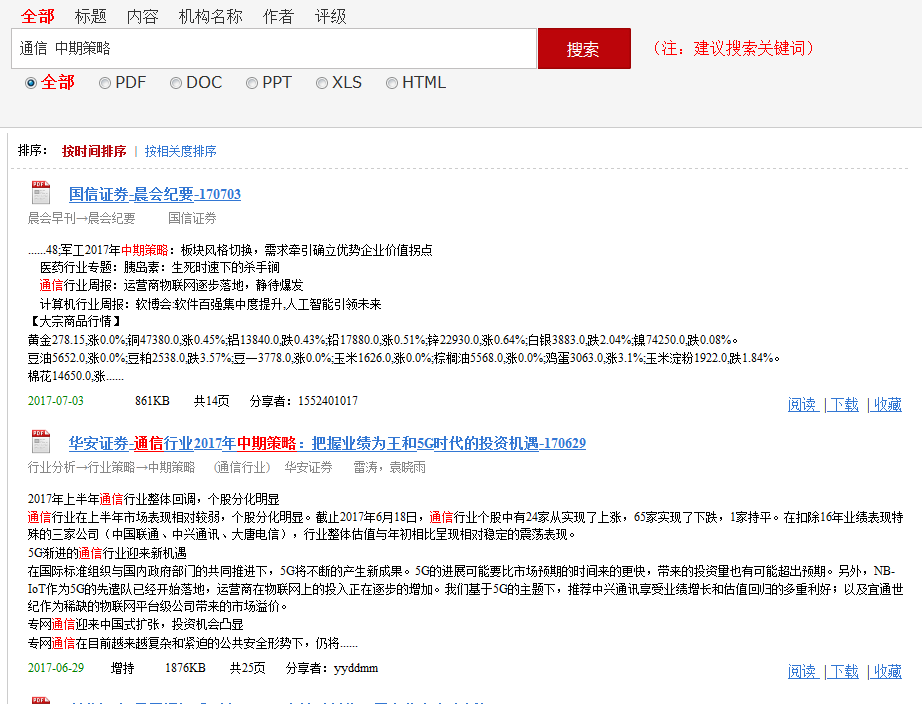 全部 标题 内容 机构名称 作者 评级
通信 中期策略 搜索 （注：建议搜索关键词）
全部 PDF DOC PPT XLS HTML
排序： 按时间排序 | 按相关度排序
国信证券-晨会纪要-170703
晨会早刊→晨会纪要 国信证券
......48;军工2017年中期策略：板块风格切换，需求牵引确立优势企业价值拐点
医药行业专题：胰岛素：生死时速下的杀手锏
通信行业周报：运营商物联网逐步落地，静待爆发
计算机行业周报：软博会:软件百强集中度提升,人工智能引领未来
【大宗商品行情】
黄金278.15,涨0.0%;铜47380.0,涨0.45%;铝13840.0,跌0.43%;铅17880.0,涨0.51%;锌22930.0,涨0.64%;白银3883.0,跌2.04%;镍74250.0,跌0.08%。
豆油5652.0,涨0.0%;豆粕2538.0,跌3.57%;豆一3778.0,涨0.0%;玉米1626.0,涨0.0%;棕榈油5568.0,涨0.0%;鸡蛋3063.0,涨3.1%;玉米淀粉1922.0,跌1.84%。
棉花14650.0,涨......
2017-07-03 861KB 共14页 分享者：1552401017 阅读 | 下载 | 收藏
华安证券-通信行业2017年中期策略：把握业绩为王和5G时代的投资机遇-170629
行业分析→行业策略→中期策略 （通信行业） 华安证券 雷涛，袁晓雨
2017年上半年通信行业整体回调，个股分化明显
通信行业在上半年市场表现相对较弱，个股分化明显。截止2017年6月18日，通信行业个股中有24家从实现了上涨，65家实现了下跌，1家持平。在扣除16年业绩表现特
殊的三家公司（中国联通、中兴通讯、大唐电信），行业整体估值与年初相比呈现相对稳定的震荡表现。
5G渐进的通信行业迎来新机遇
在国际标准组织与国内政府部门的共同推进下，5G将不断的产生新成果。5G的进展可能要比市场预期的时间来的更快，带来的投资量也有可能超出预期。另外，NB-
IoT作为5G的先遣队已经开始落地，运营商在物联网上的投入正在逐步的增加。我们基于5G的主题下，推荐中兴通讯享受业绩增长和估值回归的多重利好；以及宜通世
纪作为稀缺的物联网平台级公司带来的市场溢价。
专网通信迎来中国式扩张，投资机会凸显
专网通信在目前越来越复杂和紧迫的公共安全形势下，仍将......
2017-06-29 增持 1876KB 共25页 分享者：yyddmm 阅读 | 下载 | 收藏